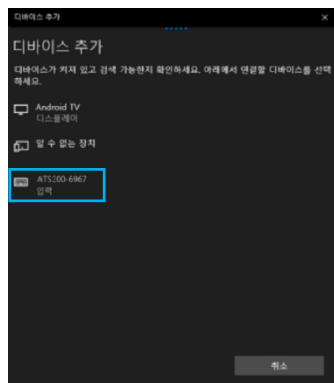 디바이스 추가
디바이스 추가
디바이스가 켜져 있고 검색 가능한지 확인하세요. 아래에서 연결할 디바이스를 선택
하세요.
Android TV
디스플레이
알 수 없는 장치
ATS200-6967
입력
취소